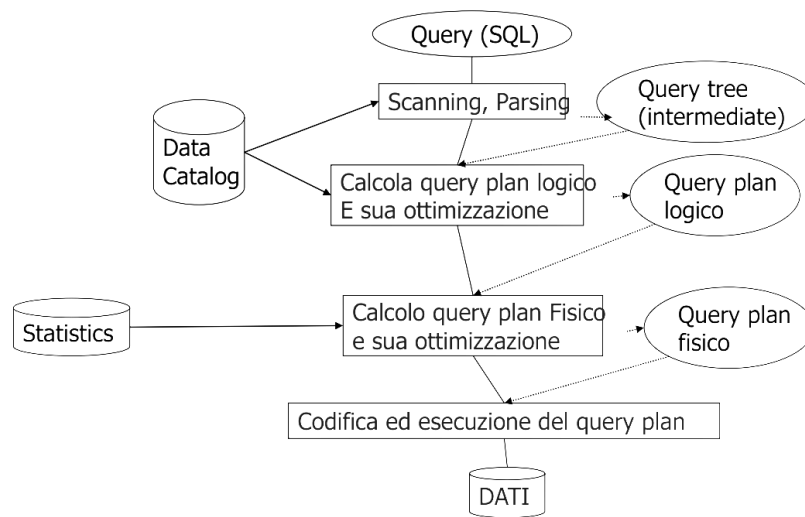 Query (SQL)
Scanning, Parsing
Query tree
(intermediate)
Data
Catalog
Calcola query plan logico
E sua ottimizzazione
Query plan
logico
Calcolo query plan Fisico
e sua ottimizzazione
Query plan
fisico
Statistics
Codifica ed esecuzione del query plan
DATI